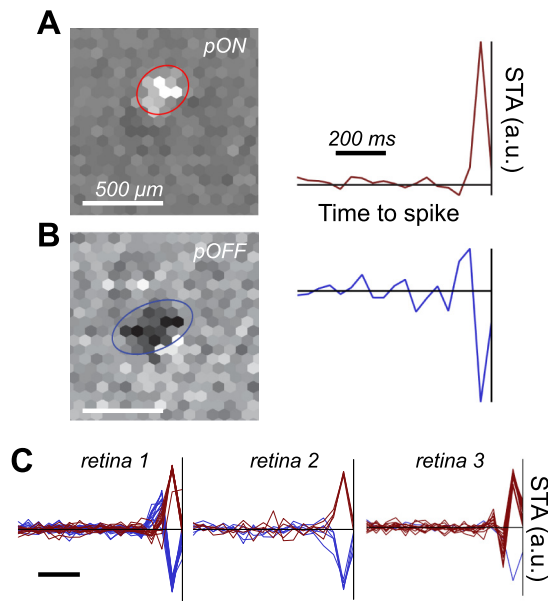 A
pON
500 µm
200 ms
STA (a.u.)
Time to spike
B
pOFF
C
retina 1
retina 2
retina 3
STA (a.u.)